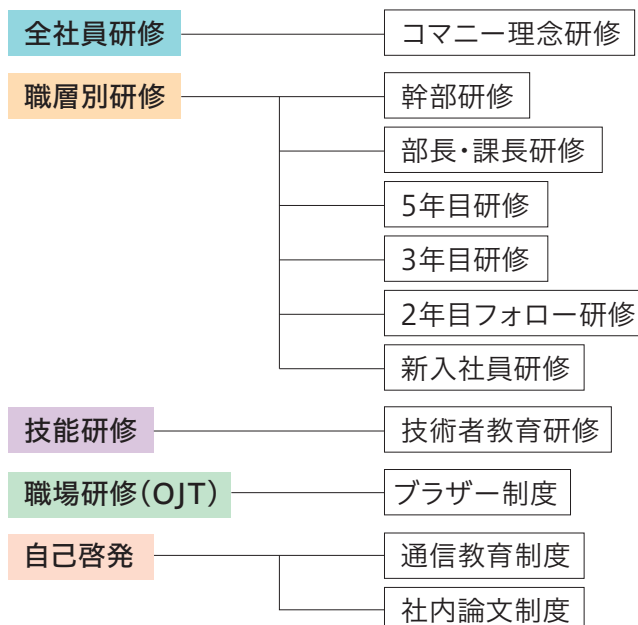 全社員研修
コマニー理念研修
職層別研修
幹部研修
部長・課長研修
5年目研修
3年目研修
2年目フォロー研修
新入社員研修
技能研修
技術者教育研修
職場研修(OJT)
ブラザー制度
自己啓発
通信教育制度
社内論文制度